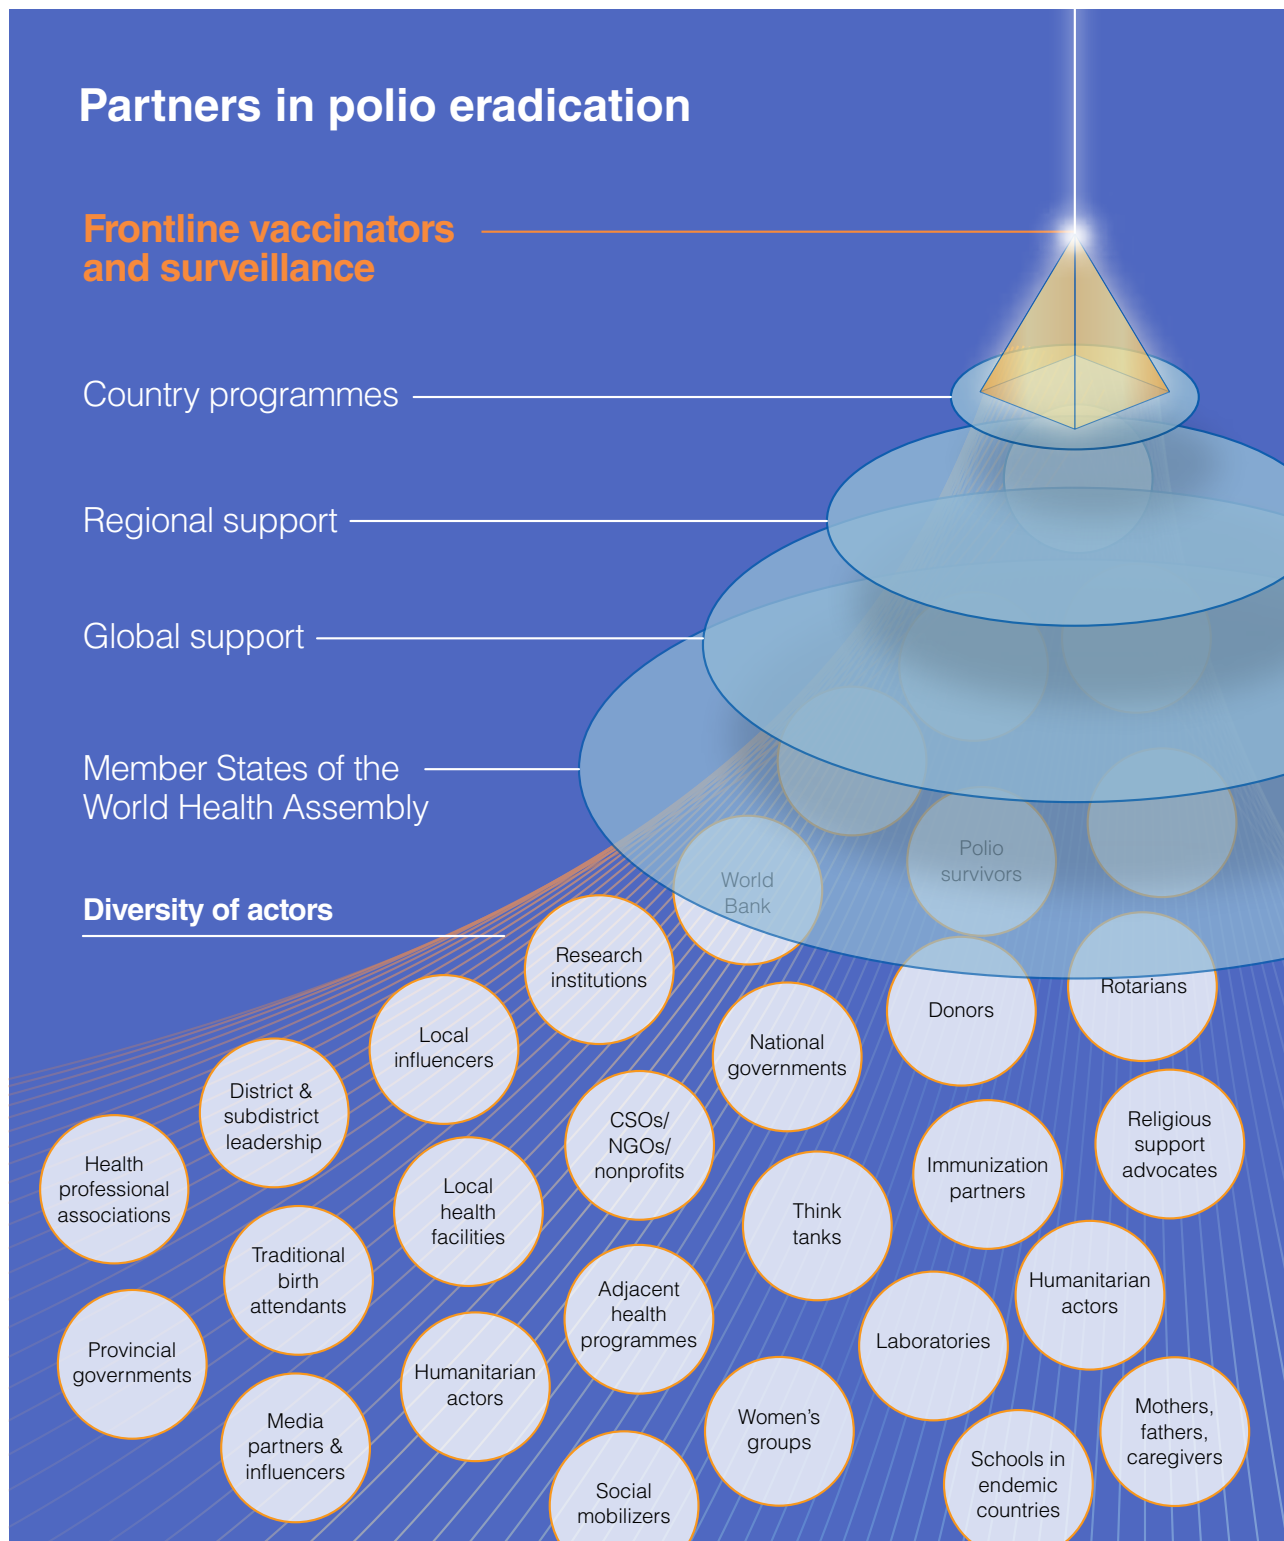 Partners in polio eradication
Frontline vaccinators
and surveillance
Country programmes
Regional support
Global support
Member States of the
World Health Assembly
Diversity of actors
Polio
survivors
World
Bank
Research
institutions
Rotarians
Donors
Local
influencers
National
governments
District &
subdistrict
leadership
CSOs/
NGOs/
nonprofits
Religious
support
advocates
Health
professional
associations
Immunization
partners
Local
health
facilities
Think
tanks
Traditional
birth
attendants
Humanitarian
actors
Adjacent
health
programmes
Provincial
governments
Laboratories
Humanitarian
actors
Media
partners &
influencers
Women's
groups
Mothers,
fathers,
caregivers
Schools in
endemic
countries
Social
mobilizers